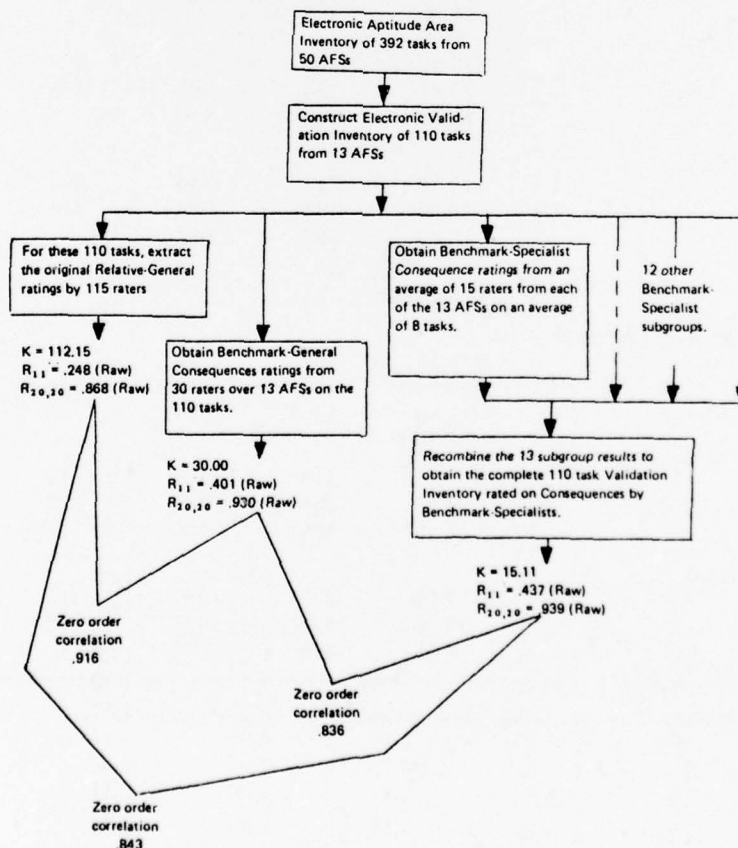 Electronic Aptitude Area
Inventory of 392 tasks from
50 AFSs
Construct Electronic Valid-
ation Inventory of 110 tasks
from 13 AFSs
For these 110 tasks, extract
the original Relative-General
ratings by 115 raters
K = 112.15
R11 = .248 (Raw)
R20,20 = .868 (Raw)
Obtain Benchmark-General
Consequences ratings from
30 raters over 13 AFSs on the
110 tasks.
K = 30.00
R11 = .401 (Raw)
R20,20 = .930 (Raw)
Obtain Benchmark-Specialist
Consequence ratings from an
average of 15 raters from each
of the 13 AFSs on an average
of 8 tasks.
12 other
Benchmark-
Specialist
subgroups.
Recombine the 13 subgroup results to
obtain the complete 110 task Validation
Inventory rated on Consequences by
Benchmark-Specialists.
K = 15.11
R11 = .437 (Raw)
R20,20 = .939 (Raw)
Zero order
correlation
.916
Zero order
correlation
.836
Zero order
correlation
.843